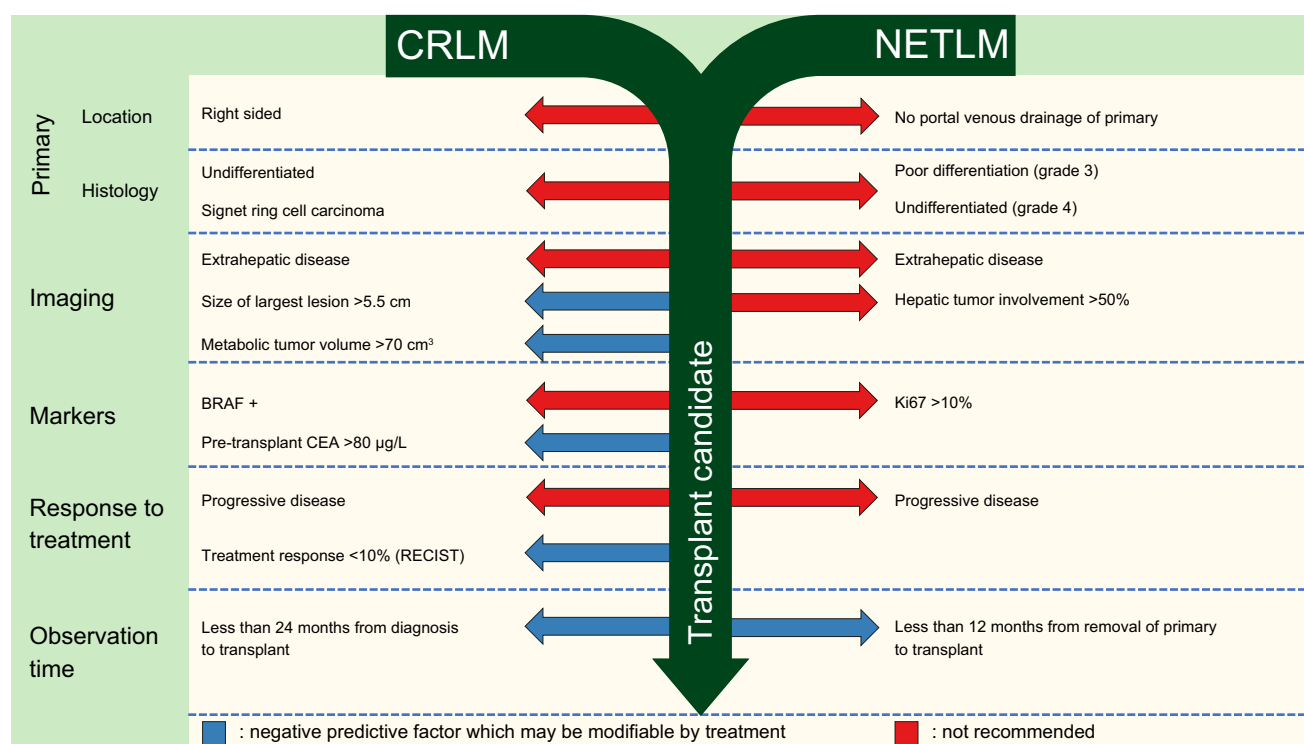 CRLM
NETLM
Primary
Location
Right sided
No portal venous drainage of primary
Histology
Undifferentiated
Signet ring cell carcinoma
Poor differentiation (grade 3)
Undifferentiated (grade 4)
Imaging
Extrahepatic disease
Extrahepatic disease
Size of largest lesion >5.5 cm
Hepatic tumor involvement >50%
Metabolic tumor volume >70 cm³
Markers
BRAF +
Ki67 >10%
Pre-transplant CEA >80 µg/L
Response to
treatment
Progressive disease
Progressive disease
Treatment response <10% (RECIST)
Observation
time
Less than 24 months from diagnosis
to transplant
Less than 12 months from removal of primary
to transplant
Transplant candidate
: negative predictive factor which may be modifiable by treatment
: not recommended